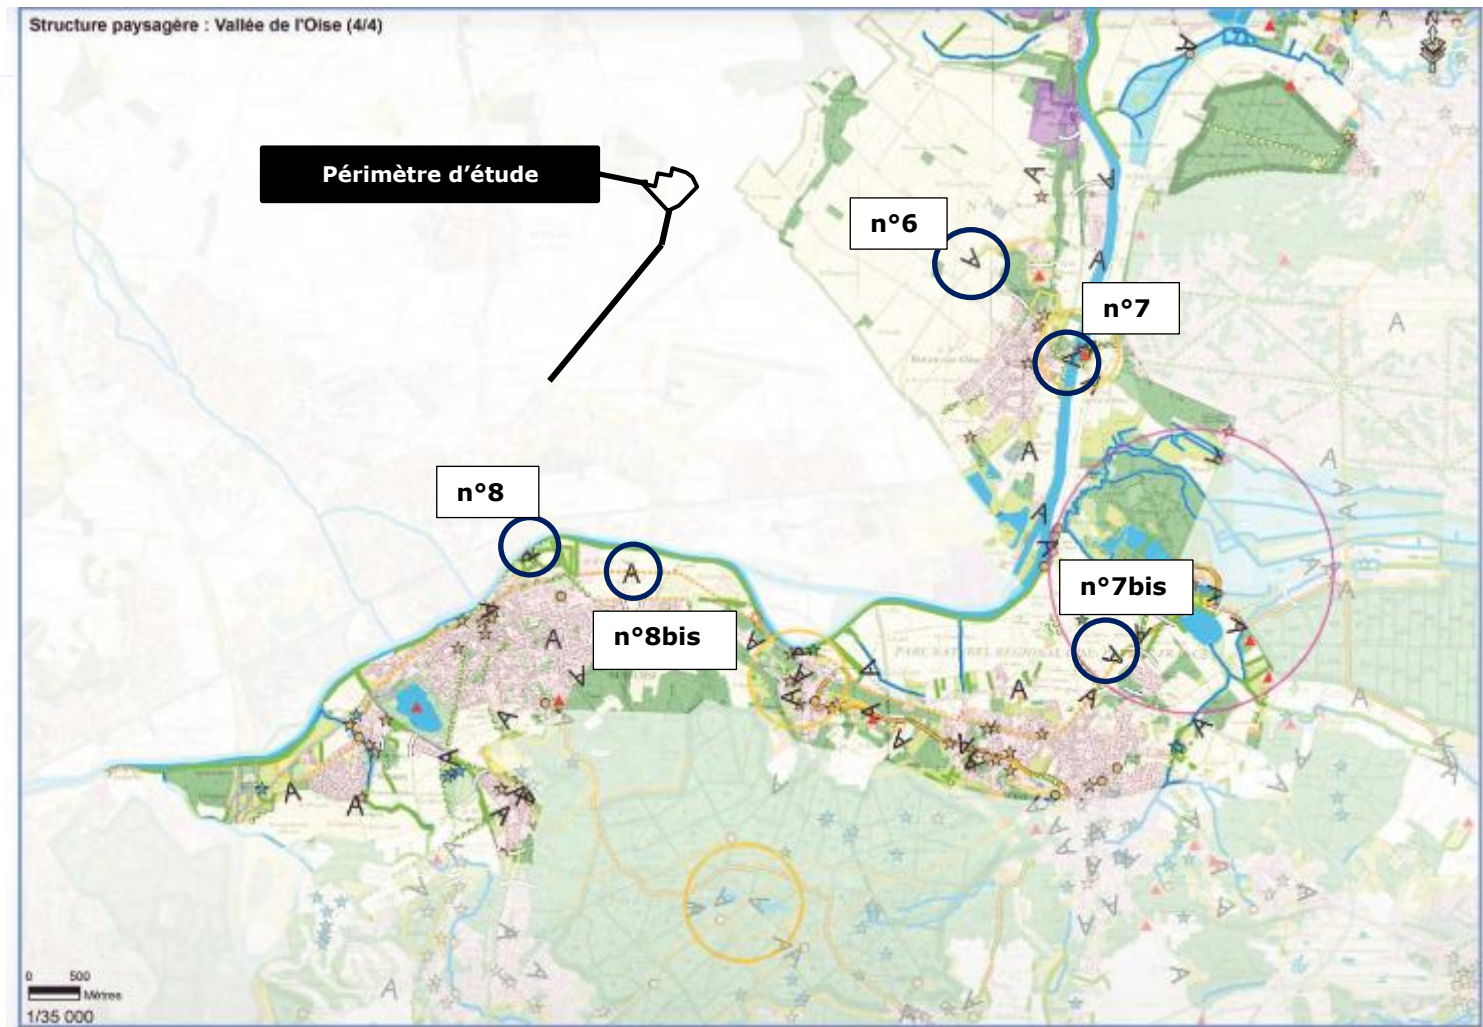 Structure paysagère : Vallée de l'Oise (4/4)
Périmètre d'étude
n°6
n°7
n°8
n°7bis
n°8bis
0 500
Mètres
1/35 000